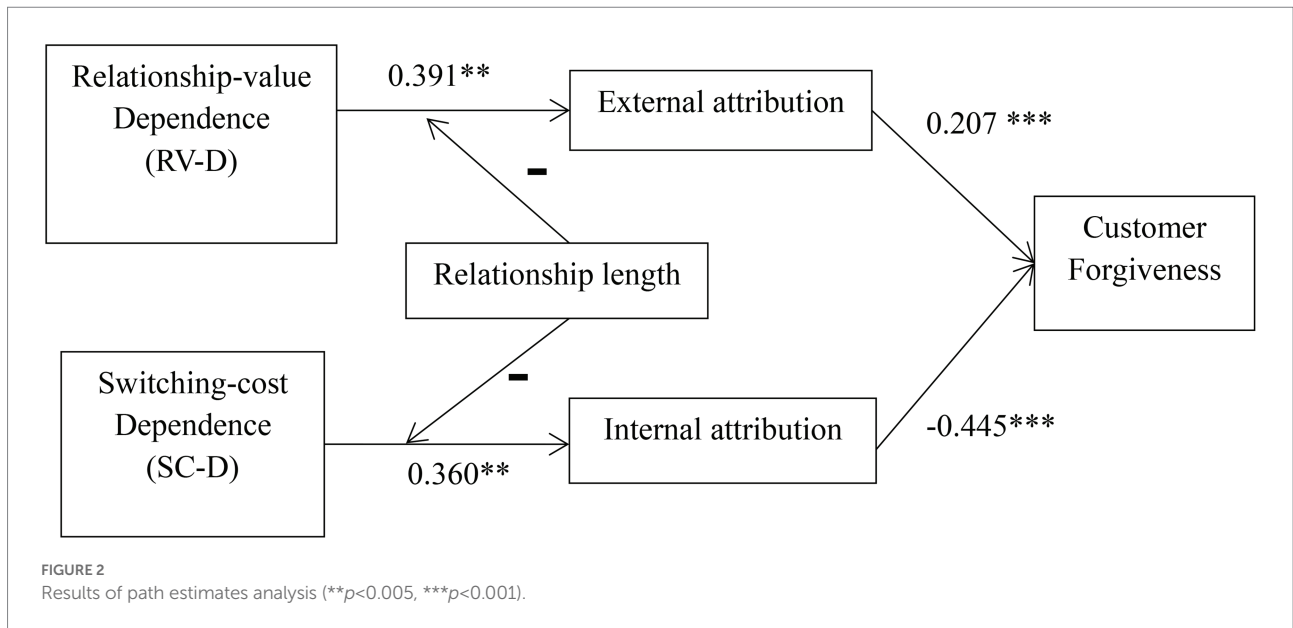 Relationship-value
Dependence
(RV-D)
0.391**
External attribution
0.207 ***
-
Relationship length
Customer
Forgiveness
-
Switching-cost
Dependence
(SC-D)
0.360**
Internal attribution
-0.445***
FIGURE 2
Results of path estimates analysis (**p<0.005, ***p<0.001).